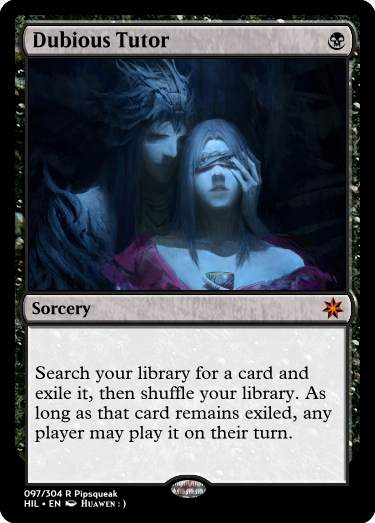 Dubious Tutor
Sorcery
Search your library for a card and
exile it, then shuffle your library. As
long as that card remains exiled, any
player may play it on their turn.
097/304 R Pipsqueak
HIL • EN Huawen : )